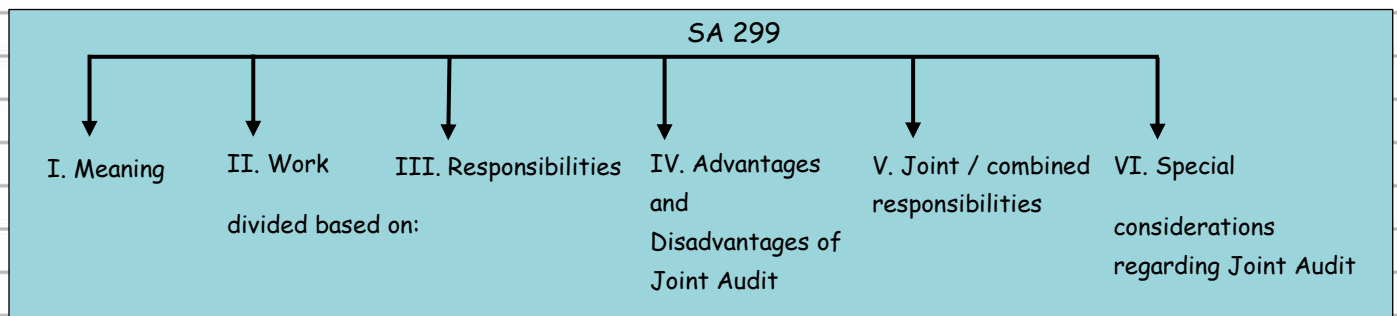 SA 299
I. Meaning
II. Work
divided based on:
III. Responsibilities
IV. Advantages
and
Disadvantages of
Joint Audit
V. Joint / combined
responsibilities
VI. Special
considerations
regarding Joint Audit